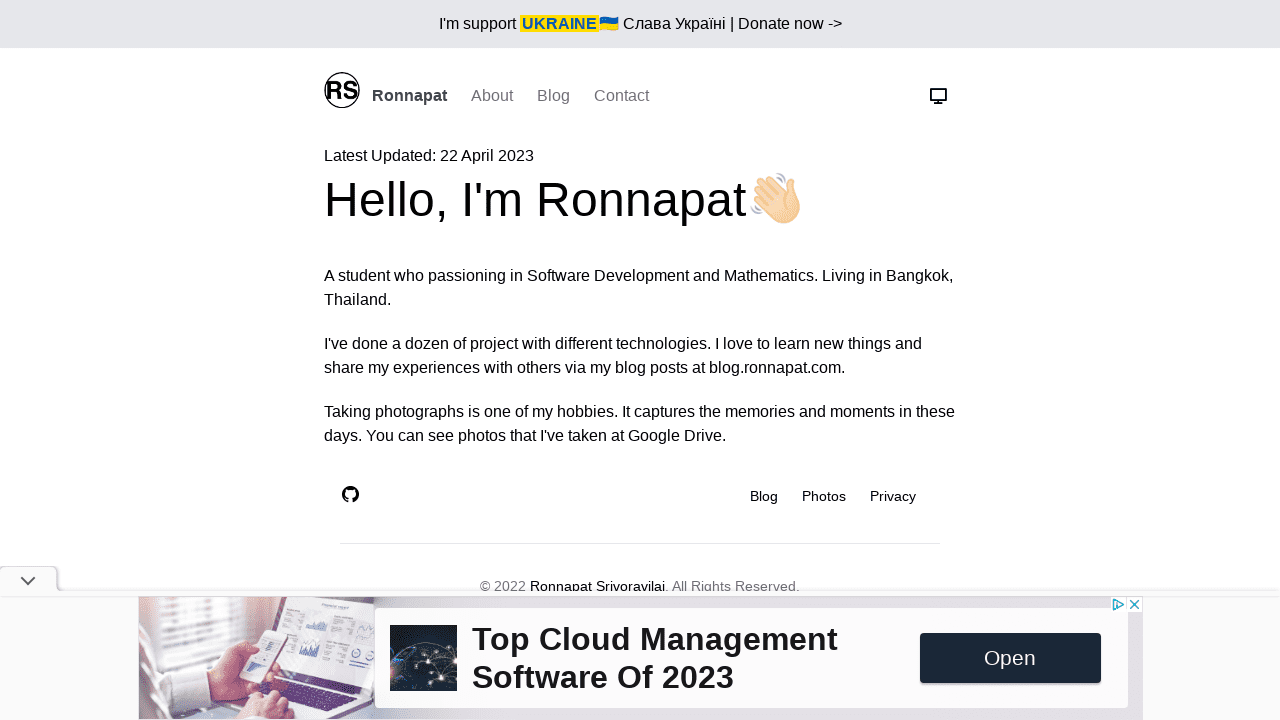 I'm support UKRAINE🇺🇦 Слава Україні | Donate now ->
RS Ronnapat About Blog Contact
Latest Updated: 22 April 2023
Hello, I'm Ronnapat👋🏻
A student who passioning in Software Development and Mathematics. Living in Bangkok,
Thailand.
I've done a dozen of project with different technologies. I love to learn new things and
share my experiences with others via my blog posts at blog.ronnapat.com.
Taking photographs is one of my hobbies. It captures the memories and moments in these
days. You can see photos that I've taken at Google Drive.
Blog Photos Privacy
© 2022 Ronnapat Srivoravilai. All Rights Reserved.
Top Cloud Management
Software Of 2023
Open